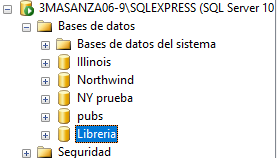 3MASANZA06-9\SQLEXPRESS (SQL Server 10
Bases de datos
Bases de datos del sistema
Illinois
Northwind
NY prueba
pubs
Libreria
Seguridad